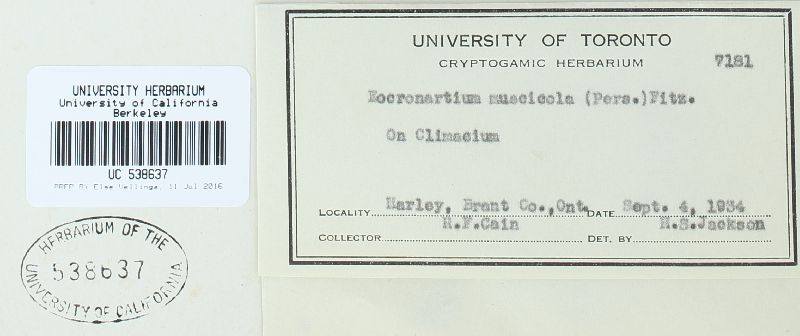 UNIVERSITY HERBARIUM
University of California
Berkeley
UC 538637
PREP BY Else Vellinga, 11 Jul 2016
HERBARIUM OF THE
538637
UNIVERSITY OF CALIFORNIA
UNIVERSITY OF TORONTO
CRYPTOGAMIC HERBARIUM 7181
Eocronartium muscicola (Pers.)Fitz.
On Climacium
LOCALITY Harley, Brant Co.,Ont. DATE Sept. 4, 1934
COLLECTOR R.F.Cain DET. BY H.S.Jackson